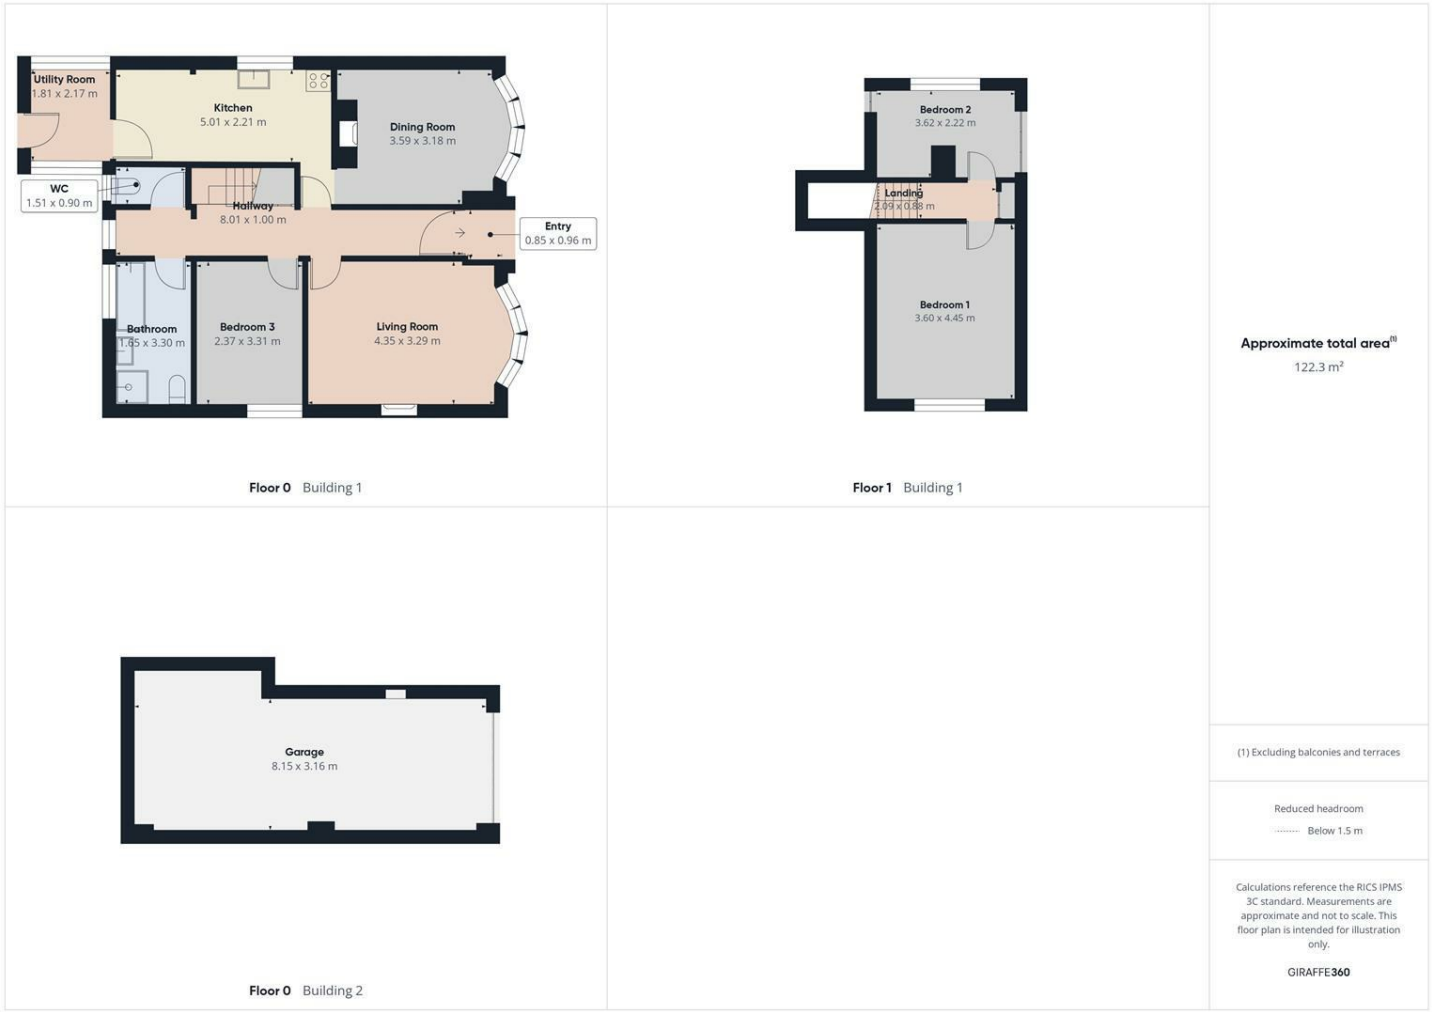 Utility Room
1.81 x 2.17 m
Kitchen
5.01 x 2.21 m
Dining Room
3.59 x 3.18 m
WC
1.51 x 0.90 m
Hallway
8.01 x 1.00 m
Entry
0.85 x 0.96 m
Bathroom
1.65 x 3.30 m
Bedroom 3
2.37 x 3.31 m
Living Room
4.35 x 3.29 m
Floor 0 Building 1
Bedroom 2
3.62 x 2.22 m
Landing
2.09 x 0.88 m
Bedroom 1
3.60 x 4.45 m
Floor 1 Building 1
Garage
8.15 x 3.16 m
Floor 0 Building 2
Approximate total area(1)
122.3 m²
(1) Excluding balconies and terraces
Reduced headroom
Below 1.5 m
Calculations reference the RICS IPMS
3C standard. Measurements are
approximate and not to scale. This
floor plan is intended for illustration
only.
GIRAFFE360